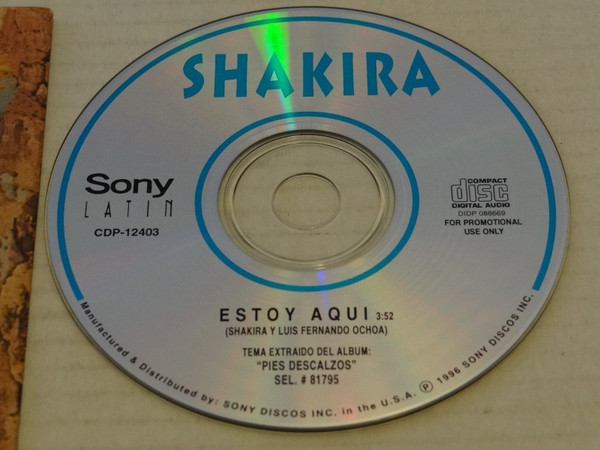 SHAKIRA
Sony
LATIN
CDP-12403
COMPACT
disc
DIGITAL AUDIO
DIDP 088669
FOR PROMOTIONAL
USE ONLY
ESTOY AQUI 3:52
(SHAKIRA Y LUIS FERNANDO OCHOA)
TEMA EXTRAIDO DEL ALBUM:
"PIES DESCALZOS"
SEL. # 81795
Manufactured & Distributed by: SONY DISCOS INC. in the U.S.A. ℗ 1996 SONY DISCOS INC.